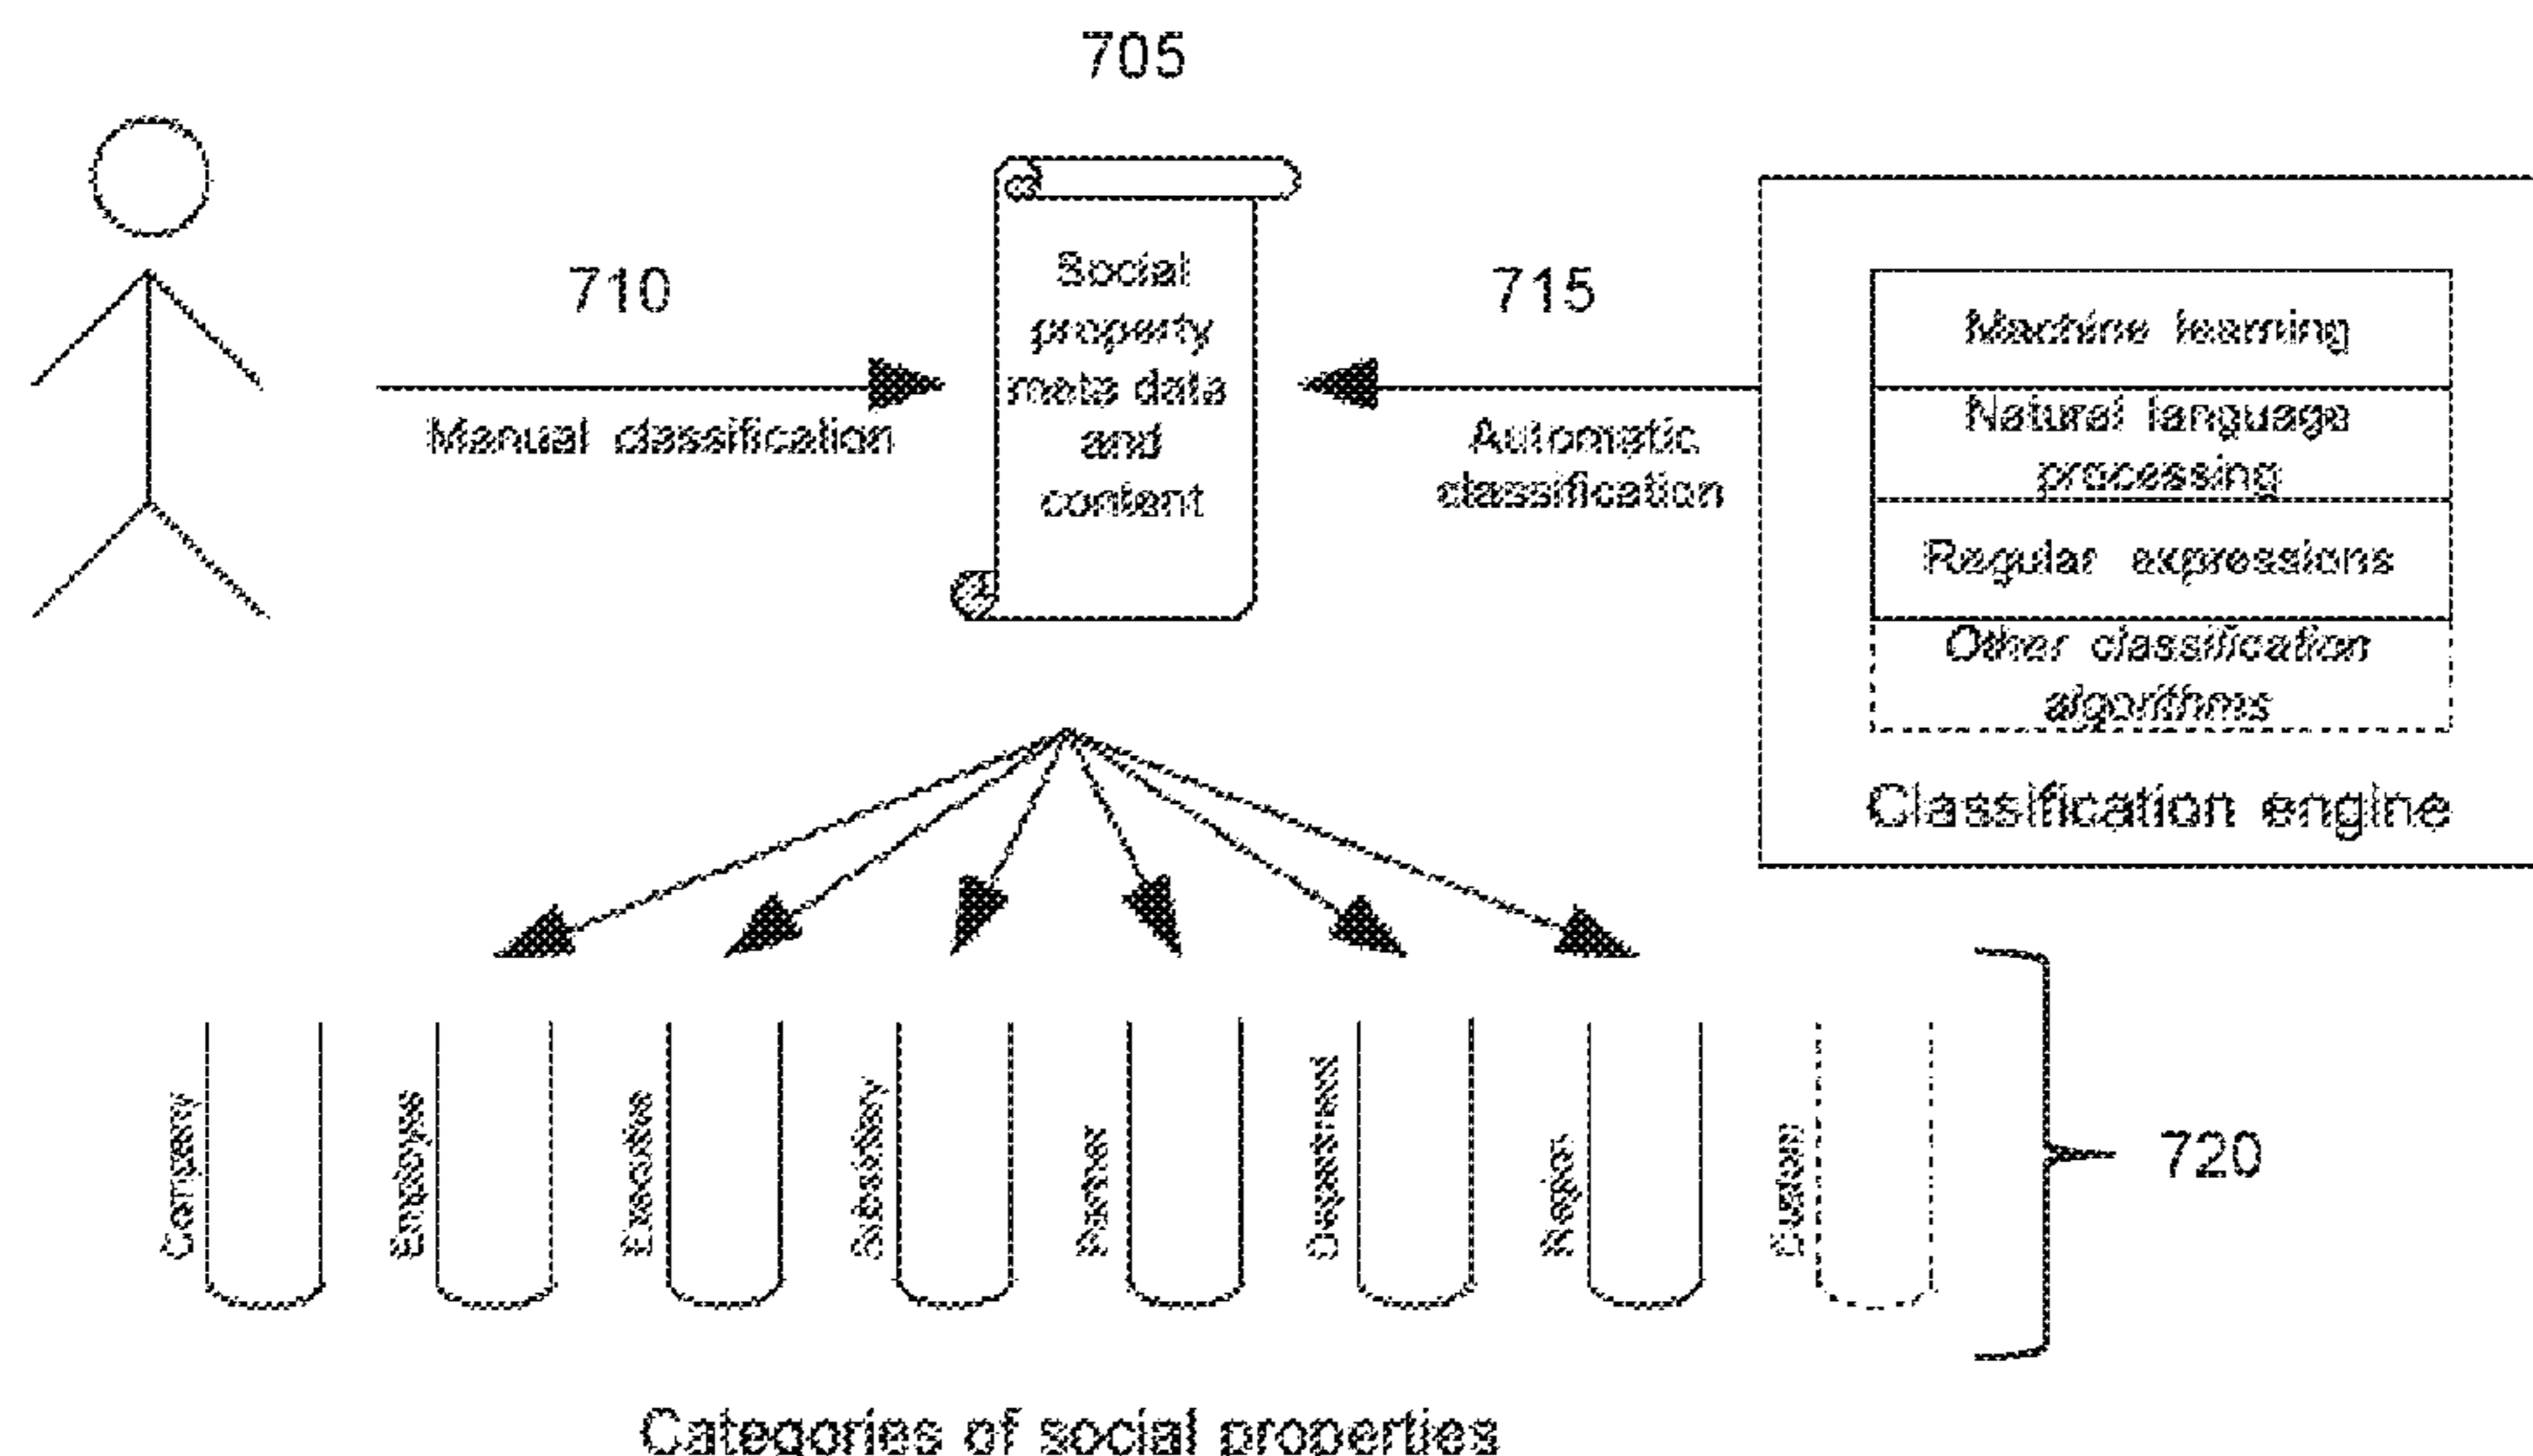 705
710
Manual classification
Social
property
meta data
and
content
715
Automatic
classification
Machine learning
Natural language
processing
Regular expressions
Other classification
algorithms
Classification engine
Company
Employee
Executive
Subsidiary
Partner
Department
Region
Custom
720
Categories of social properties